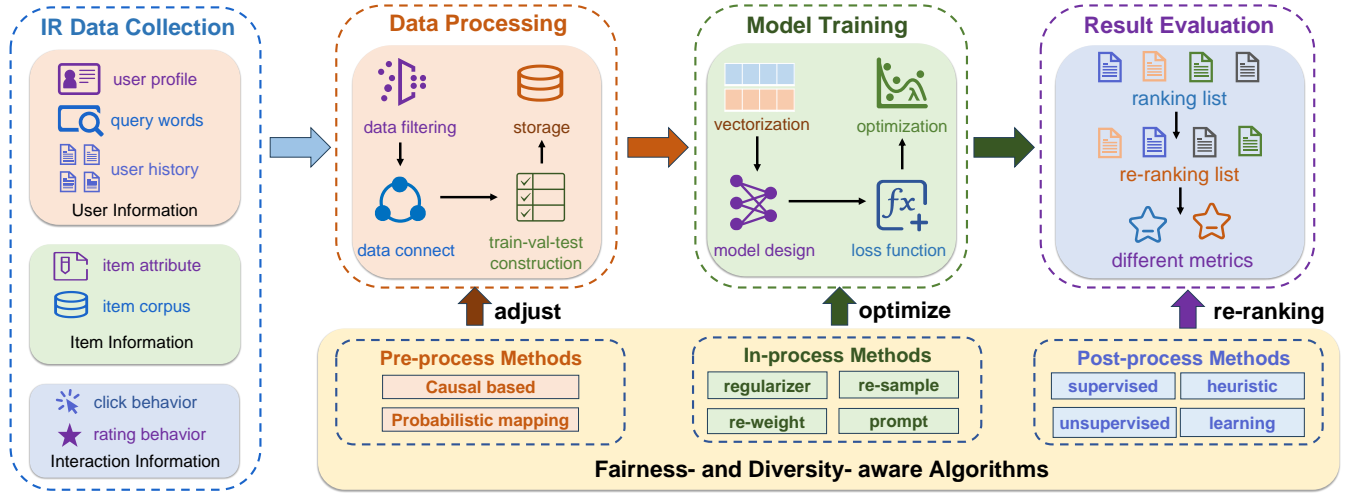 IR Data Collection
user profile
query words
user history
User Information
item attribute
item corpus
Item Information
click behavior
rating behavior
Interaction Information
Data Processing
data filtering
storage
data connect
train-val-test
construction
Model Training
vectorization
optimization
λ
model design
fx
loss function
Result Evaluation
ranking list
re-ranking list
different metrics
adjust
optimize
re-ranking
Pre-process Methods
Causal based
Probabilistic mapping
In-process Methods
regularizer
re-sample
re-weight
prompt
Post-process Methods
supervised
heuristic
unsupervised
learning
Fairness- and Diversity- aware Algorithms